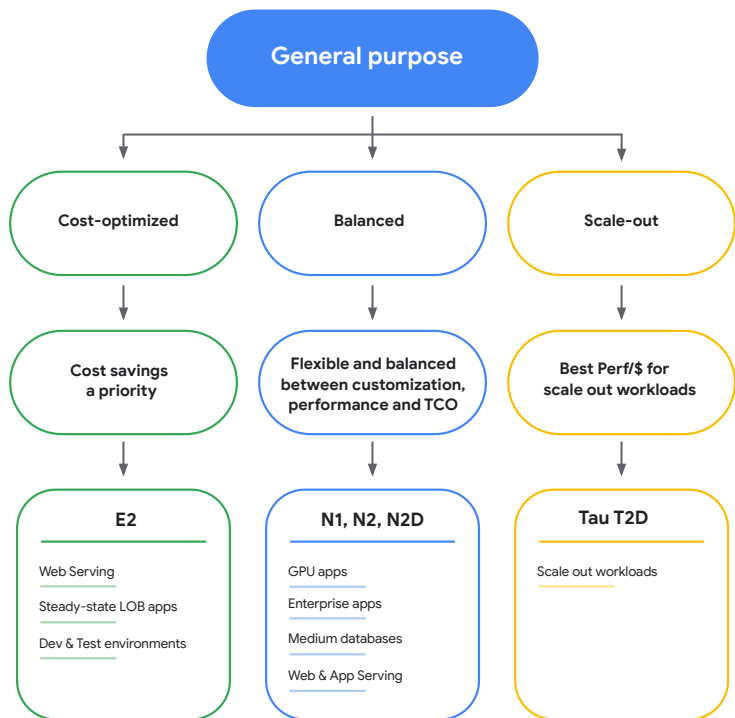 General purpose
Cost-optimized
Balanced
Scale-out
Cost savings
a priority
Flexible and balanced
between customization,
performance and TCO
Best Perf/$ for
scale out workloads
E2
Web Serving
Steady-state LOB apps
Dev & Test environments
N1, N2, N2D
GPU apps
Enterprise apps
Medium databases
Web & App Serving
Tau T2D
Scale out workloads